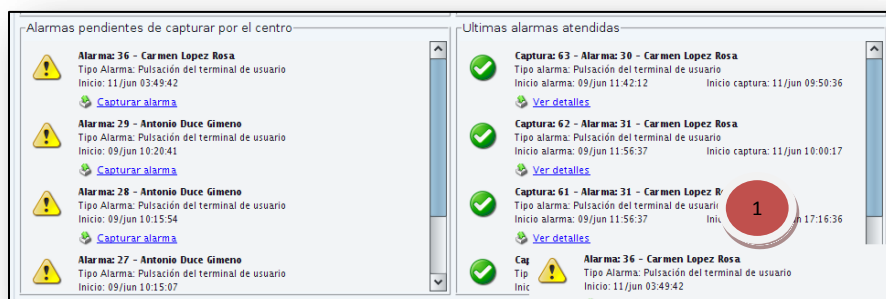 Alarmas pendientes de capturar por el centro
Alarma: 36 - Carmen Lopez Rosa
Tipo Alarma: Pulsación del terminal de usuario
Inicio: 11/jun 03:49:42
Capturar alarma
Alarma: 29 - Antonio Duce Gimeno
Tipo Alarma: Pulsación del terminal de usuario
Inicio: 09/jun 10:20:41
Capturar alarma
Alarma: 28 - Antonio Duce Gimeno
Tipo Alarma: Pulsación del terminal de usuario
Inicio: 09/jun 10:15:54
Capturar alarma
Alarma: 27 - Antonio Duce Gimeno
Tipo Alarma: Pulsación del terminal de usuario
Inicio: 09/jun 10:15:07
Ultimas alarmas atendidas
Captura: 63 - Alarma: 30 - Carmen Lopez Rosa
Tipo alarma: Pulsación del terminal de usuario
Inicio alarma: 09/jun 11:42:12 Inicio captura: 11/jun 09:50:36
Ver detalles
Captura: 62 - Alarma: 31 - Carmen Lopez Rosa
Tipo alarma: Pulsación del terminal de usuario
Inicio alarma: 09/jun 11:56:37 Inicio captura: 11/jun 10:00:17
Ver detalles
Captura: 61 - Alarma: 31 - Carmen Lopez
Tipo alarma: Pulsación del terminal de usuario
Inicio alarma: 09/jun 11:56:37 17:16:36
1
Ver detalles
Alarma: 36 - Carmen Lopez Rosa
Tipo Alarma: Pulsación del terminal de usuario
Inicio: 11/jun 03:49:42